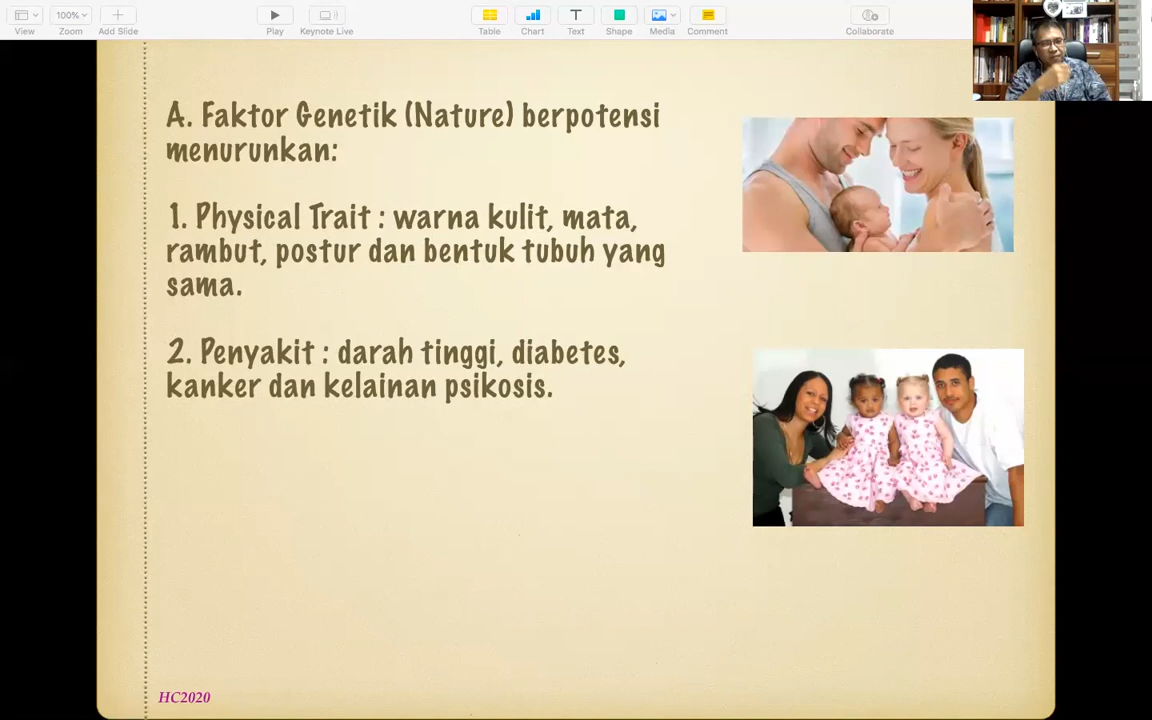 View
Zoom
Add Slide
Play
Keynote Live
Table
Chart
Text
Shape
Media
Comment
Collaborate
100%
A. Faktor Genetik (Nature) berpotensi
menurunkan:
1. Physical Trait : warna kulit, mata,
rambut, postur dan bentuk tubuh yang
sama.
2. Penyakit : darah tinggi, diabetes,
kanker dan kelainan psikosis.
HC2020